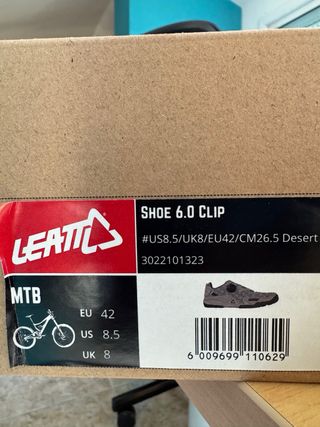 LEATT
SHOE 6.0 CLIP
#US8.5/UK8/EU42/CM26.5 Desert
3022101323
MTB
EU 42
US 8.5
UK 8
6 009699 110629